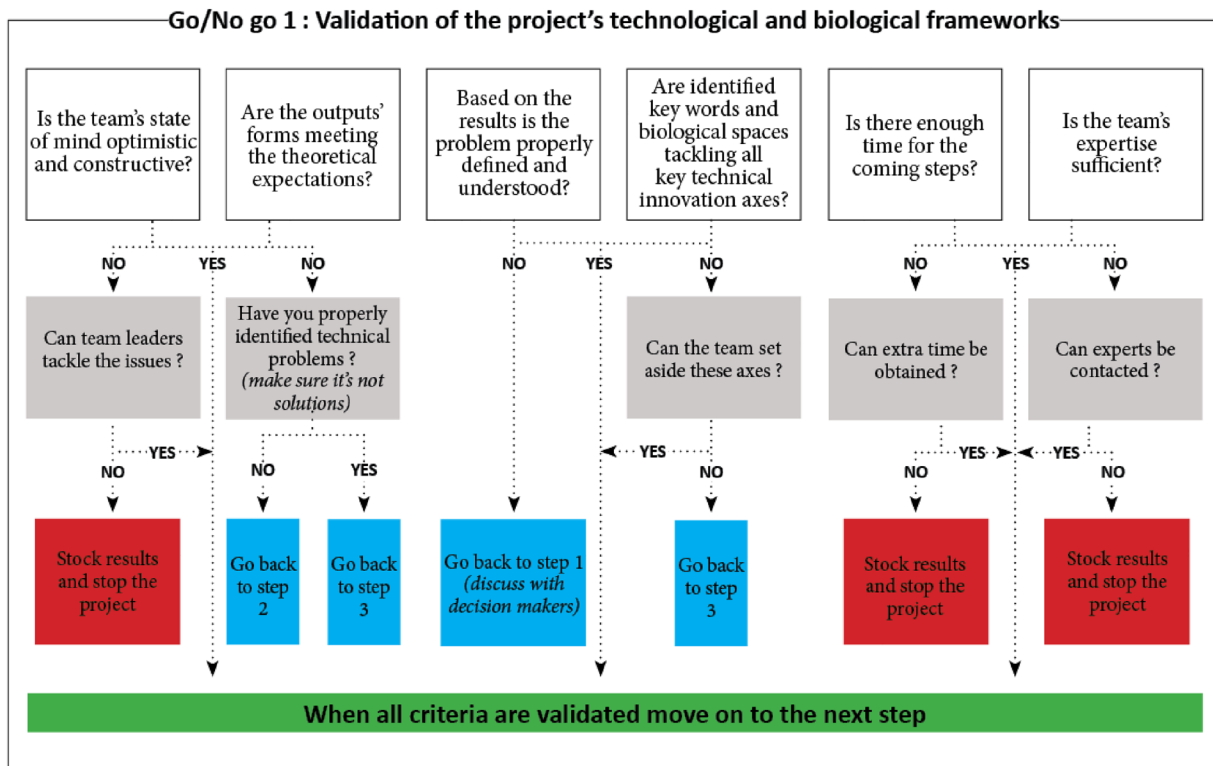 Go/No go 1 : Validation of the project's technological and biological frameworks
Is the team's state
of mind optimistic
and constructive?
Are the outputs'
forms meeting
the theoretical
expectations?
Based on the
results is the
problem properly
defined and
understood?
Are identified
key words and
biological spaces
tackling all
key technical
innovation axes?
Is there enough
time for the
coming steps?
Is the team's
expertise
sufficient?
NO
YES
NO
NO
YES
NO
NO
YES
NO
Can team leaders
tackle the issues ?
Have you properly
identified technical
problems ?
(make sure it's not
solutions)
Can the team set
aside these axes ?
Can extra time be
obtained ?
Can experts be
contacted ?
YES
NO
NO
YES
YES
NO
YES
NO
YES
NO
Stock results
and stop the
project
Go back
to step
2
Go back
to step
3
Go back to step 1
(discuss with
decision makers)
Go back
to step
3
Stock results
and stop the
project
Stock results
and stop the
project
When all criteria are validated move on to the next step